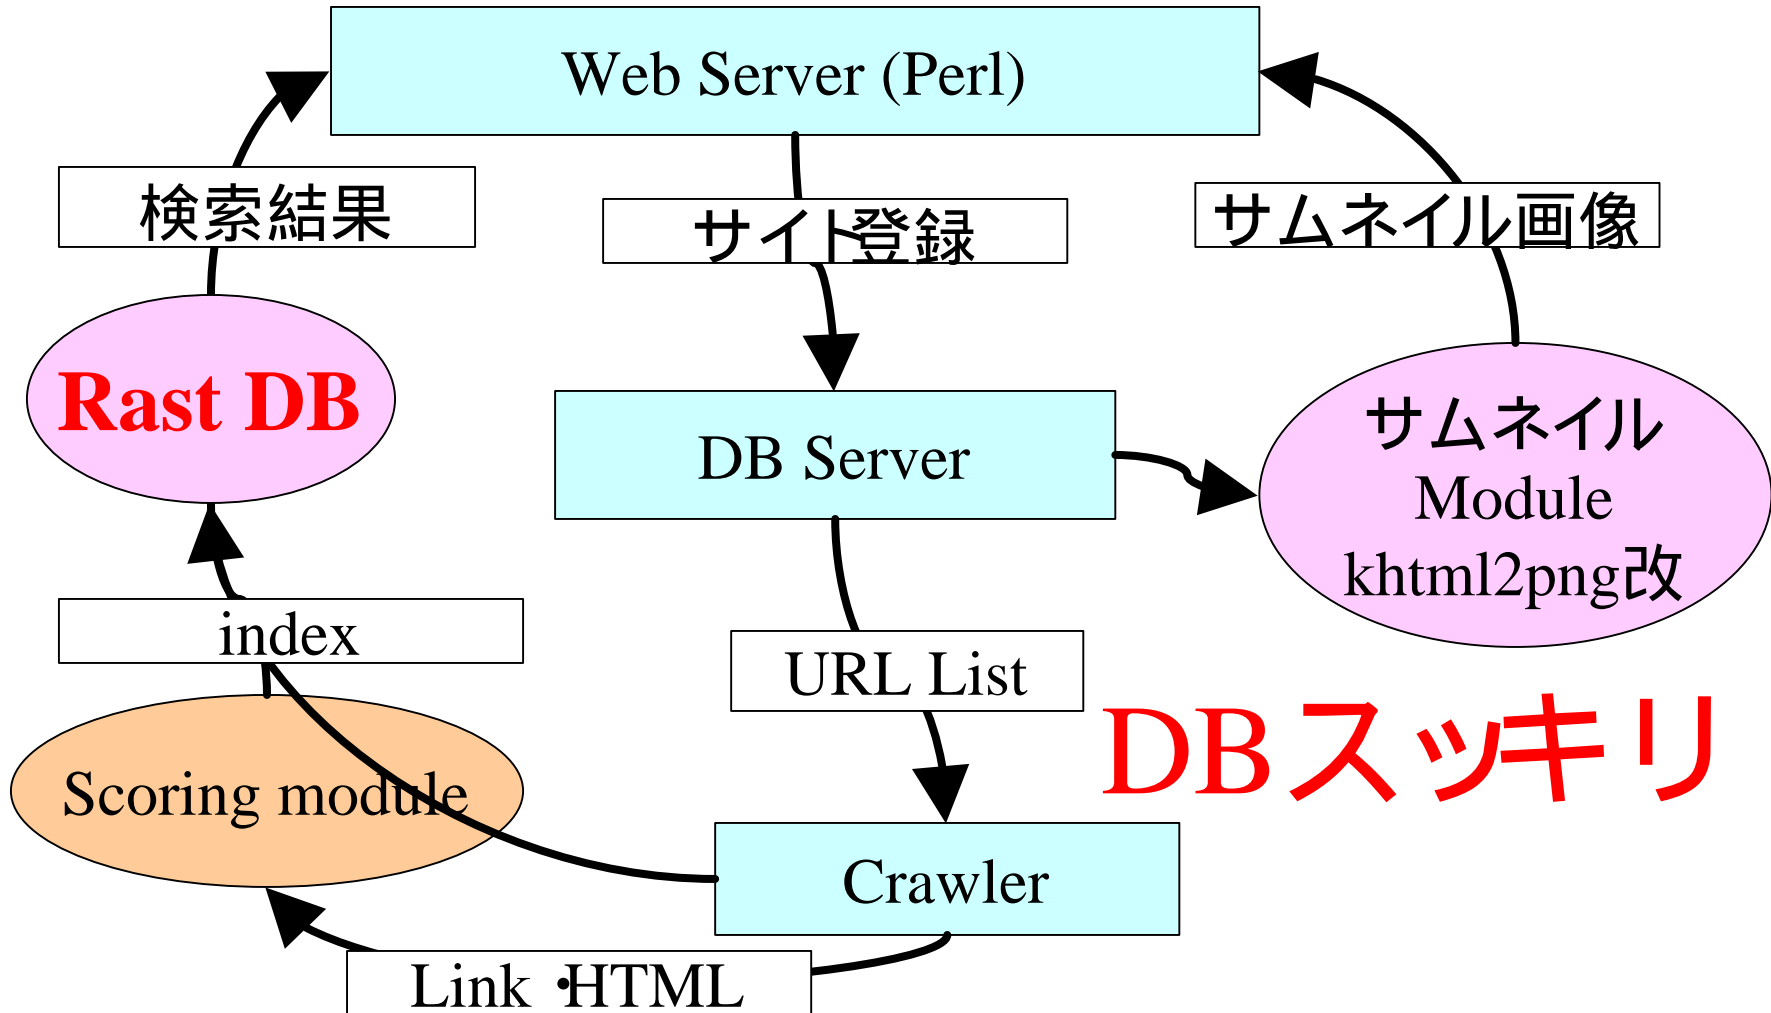 Web Server (Perl)
検索結果
サイト登録
サムネイル画像
Rast DB
DB Server
サムネイル
Module
khtml2png改
index
URL List
DBスッキリ
Scoring module
Crawler
Link ・HTML